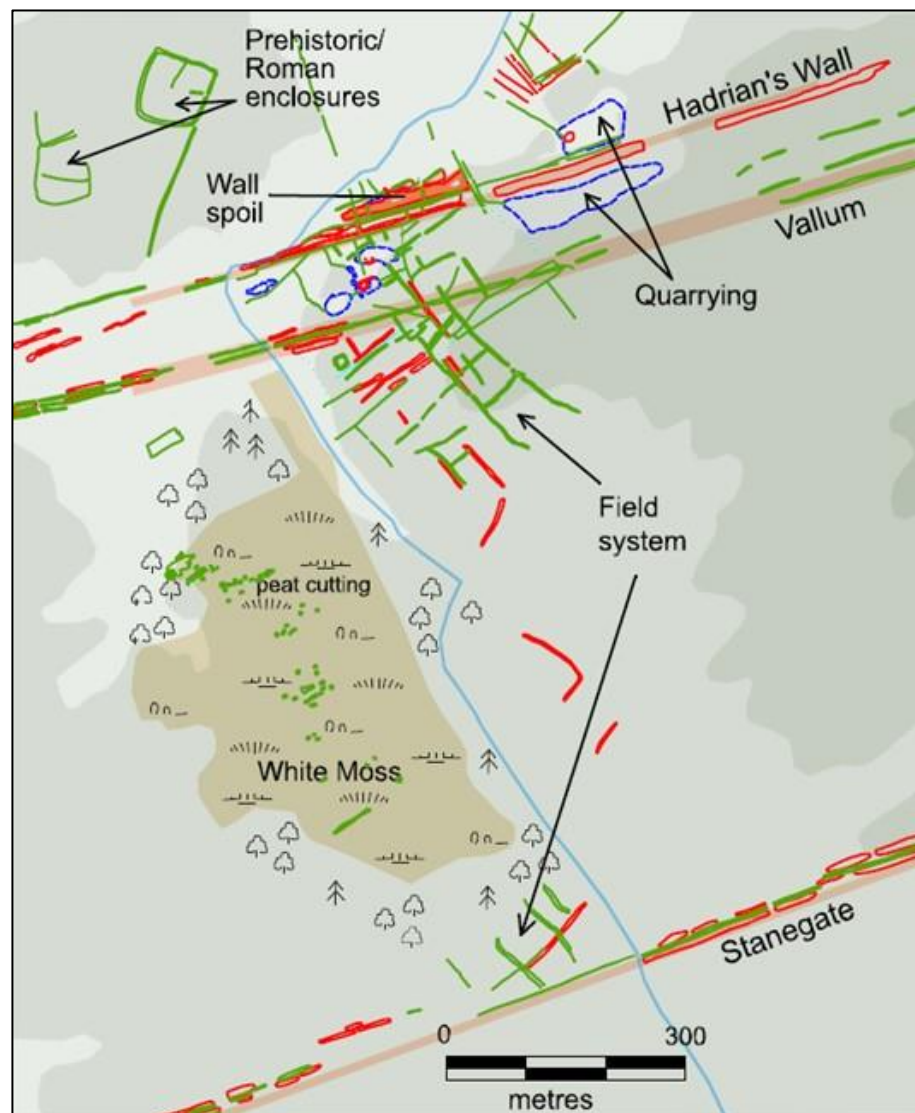 Prehistoric/
Roman
enclosures
Hadrian's Wall
Wall
spoil
Vallum
Quarrying
Field
system
peat cutting
White Moss
Stanegate
0 300
metres